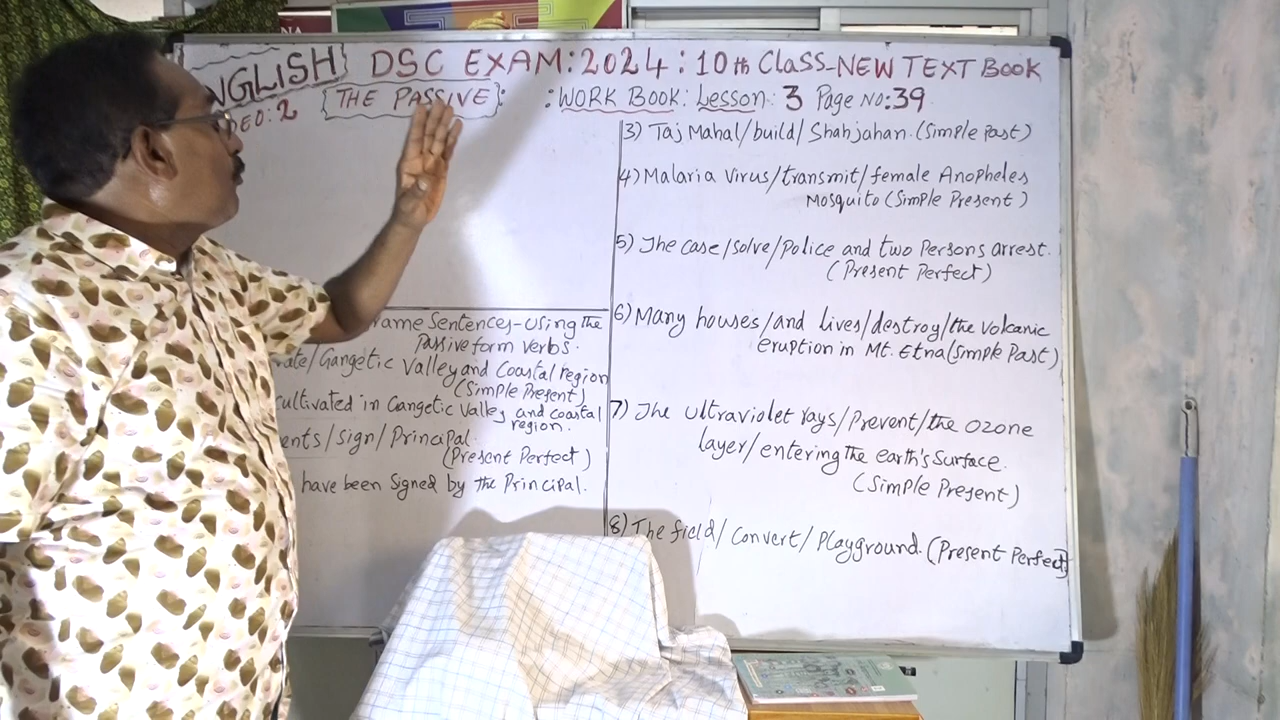 NGLISH DSC EXAM:2024: 10th Class-NEW TEXT BOOK
DEO: 2 {THE PASSIVE}: :WORK BOOK: Lesson: 3 Page NO:39
rame Sentences-using the
Passive form verbs.
ate/Gangetic Valley and Coastal region
(Simple Present)
cultivated in Gangetic Valley and coastal
region.
ents/Sign/Principal.
(Present Perfect)
have been Signed by the Principal.
3) Taj Mahal/build/Shahjahan.(Simple Past)
4) Malaria Virus/transmit/female Anopheles
Mosquito (Simple Present)
5) The case/solve/Police and two Persons arrest.
(Present Perfect)
6) Many houses/and lives/destroy/the volcanic
eruption in Mt. Etna(Simple Past)
7) The ultraviolet rays/Prevent/the ozone
layer/entering the earth's Surface.
(Simple Present)
8) The field/Convert/Playground.(Present Perfect)